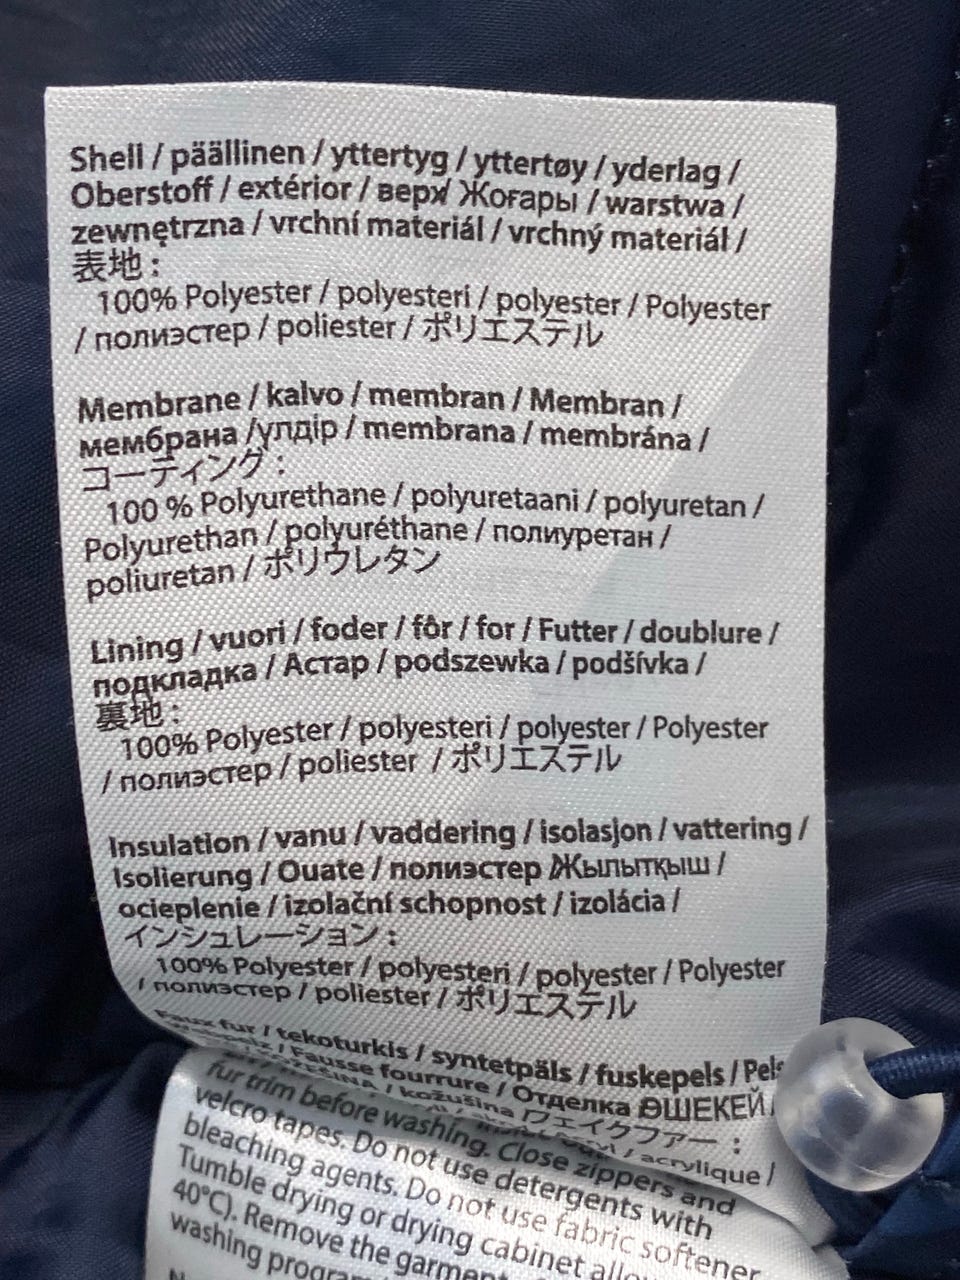 Shell / päällinen / yttertyg / yttertøy / yderlag /
Oberstoff / extérior / верх/ Жоғары / warstwa /
zewnętrzna / vrchní materiál / vrchný materiál /
表地 :
100% Polyester / polyesteri / polyester / Polyester
/ полиэстер / poliester / ポリエステル
Membrane / kalvo / membran / Membran /
мембрана /үлдір / membrana / membrána /
コーティング :
100 % Polyurethane / polyuretaani / polyuretan /
Polyurethan / polyuréthane / полиуретан /
poliuretan / ポリウレタン
Lining / vuori / foder / fôr / for / Futter / doublure /
подкладка / Астар / podszewka / podšívka /
裏地 :
100% Polyester / polyesteri / polyester / Polyester
/ полиэстер / poliester / ポリエステル
Insulation / vanu / vaddering / isolasjon / vattering /
Isolierung / Ouate / полиэстер Жылытқыш /
ocieplenie / izolační schopnost / izolácia /
インシュレーション :
100% Polyester / polyesteri / polyester / Polyester
/ полиэстер / poliester / ポリエステル
Faux fur / tekoturkis / syntetpäls / fuskepels / Pels
/ Fausse fourrure / Отделка ӨШЕКЕЙ/
/ kožušina フェイクファー :
/ acrylique /
fur trim before washing. Close zippers and
velcro tapes. Do not use detergents with
bleaching agents. Do not use fabric softener
Tumble drying or drying cabinet
40°C). Remove the
washing